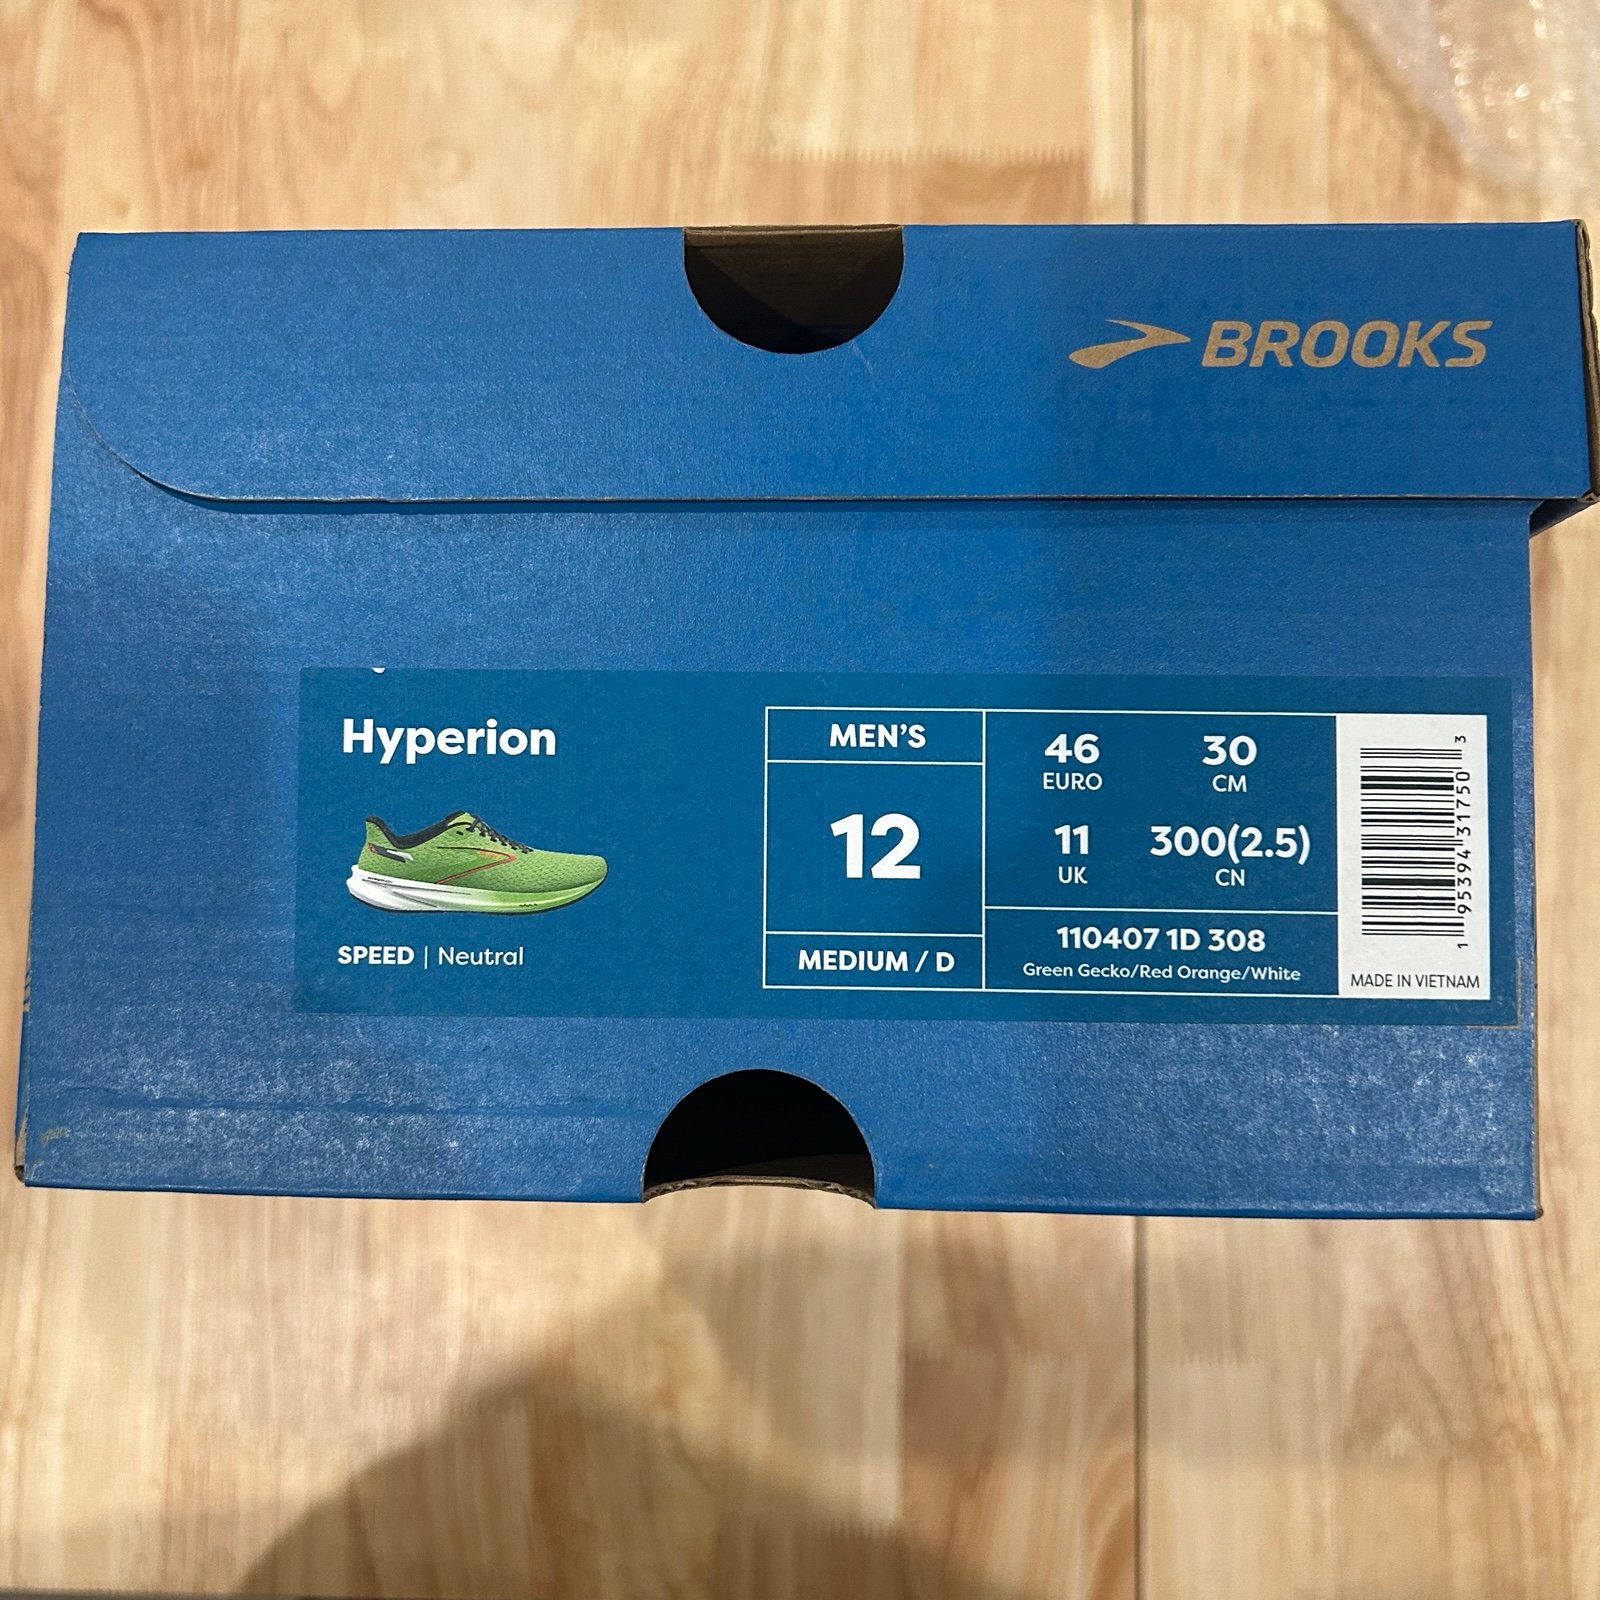 BROOKS
Hyperion
SPEED | Neutral
MEN'S
12
MEDIUM / D
46 30
EURO CM
11 300(2.5)
UK CN
110407 1D 308
Green Gecko/Red Orange/White
1 95394 31750 3
MADE IN VIETNAM